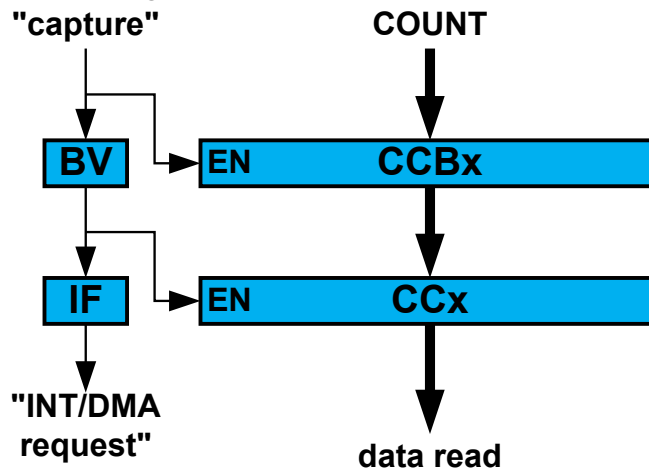 "capture"
COUNT
BV
EN
CCBx
IF
EN
CCx
"INT/DMA
request"
data read